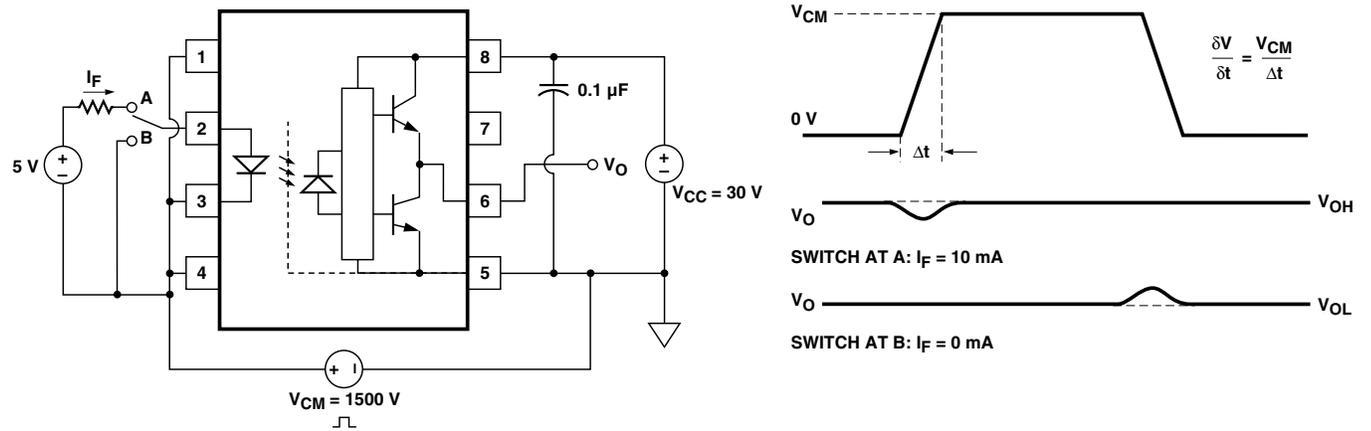 I_F
A
B
5 V
+
−
1
2
3
4
8
7
6
5
0.1 µF
V_O
+
−
V_CC = 30 V
+ −
V_CM = 1500 V
V_CM
0 V
Δt
δV/δt = V_CM/Δt
V_O
V_OH
SWITCH AT A: I_F = 10 mA
V_O
V_OL
SWITCH AT B: I_F = 0 mA